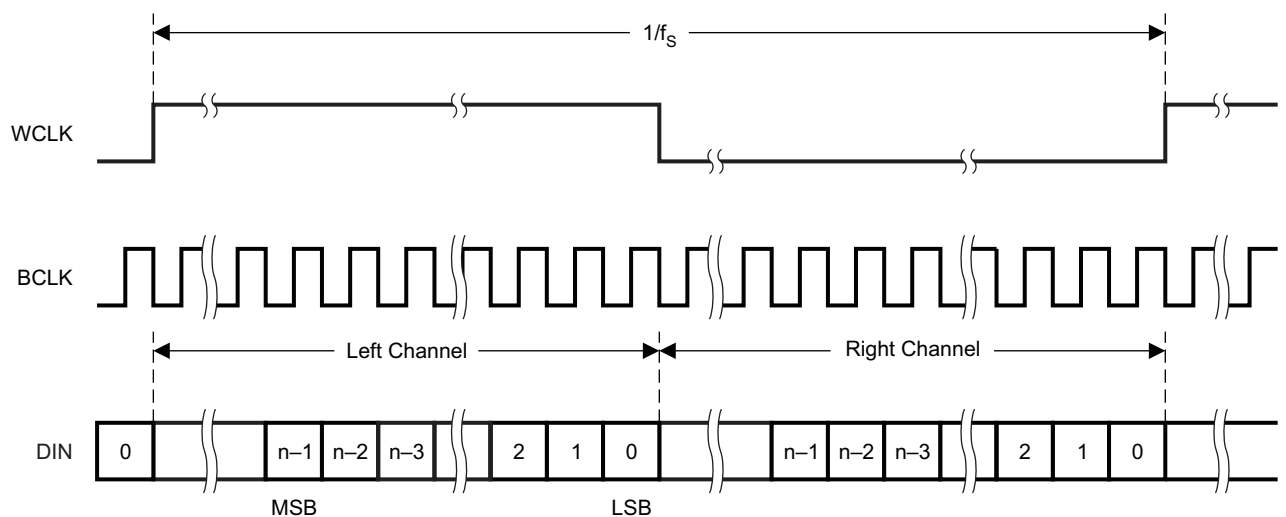 1/fS
WCLK
BCLK
Left Channel
Right Channel
DIN
0
n–1 n–2 n–3
2 1 0
n–1 n–2 n–3
2 1 0
MSB
LSB